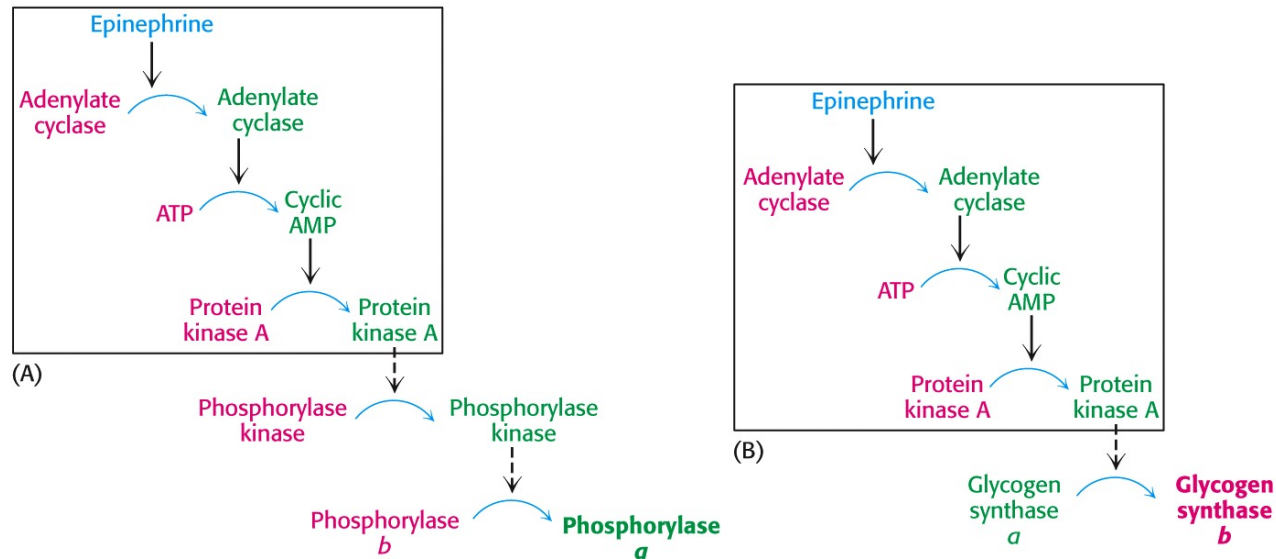 Epinephrine
Adenylate
cyclase
Adenylate
cyclase
ATP
Cyclic
AMP
Protein
kinase A
Protein
kinase A
(A)
Phosphorylase
kinase
Phosphorylase
kinase
Phosphorylase
b
Phosphorylase
a
Epinephrine
Adenylate
cyclase
Adenylate
cyclase
ATP
Cyclic
AMP
Protein
kinase A
Protein
kinase A
(B)
Glycogen
synthase
a
Glycogen
synthase
b